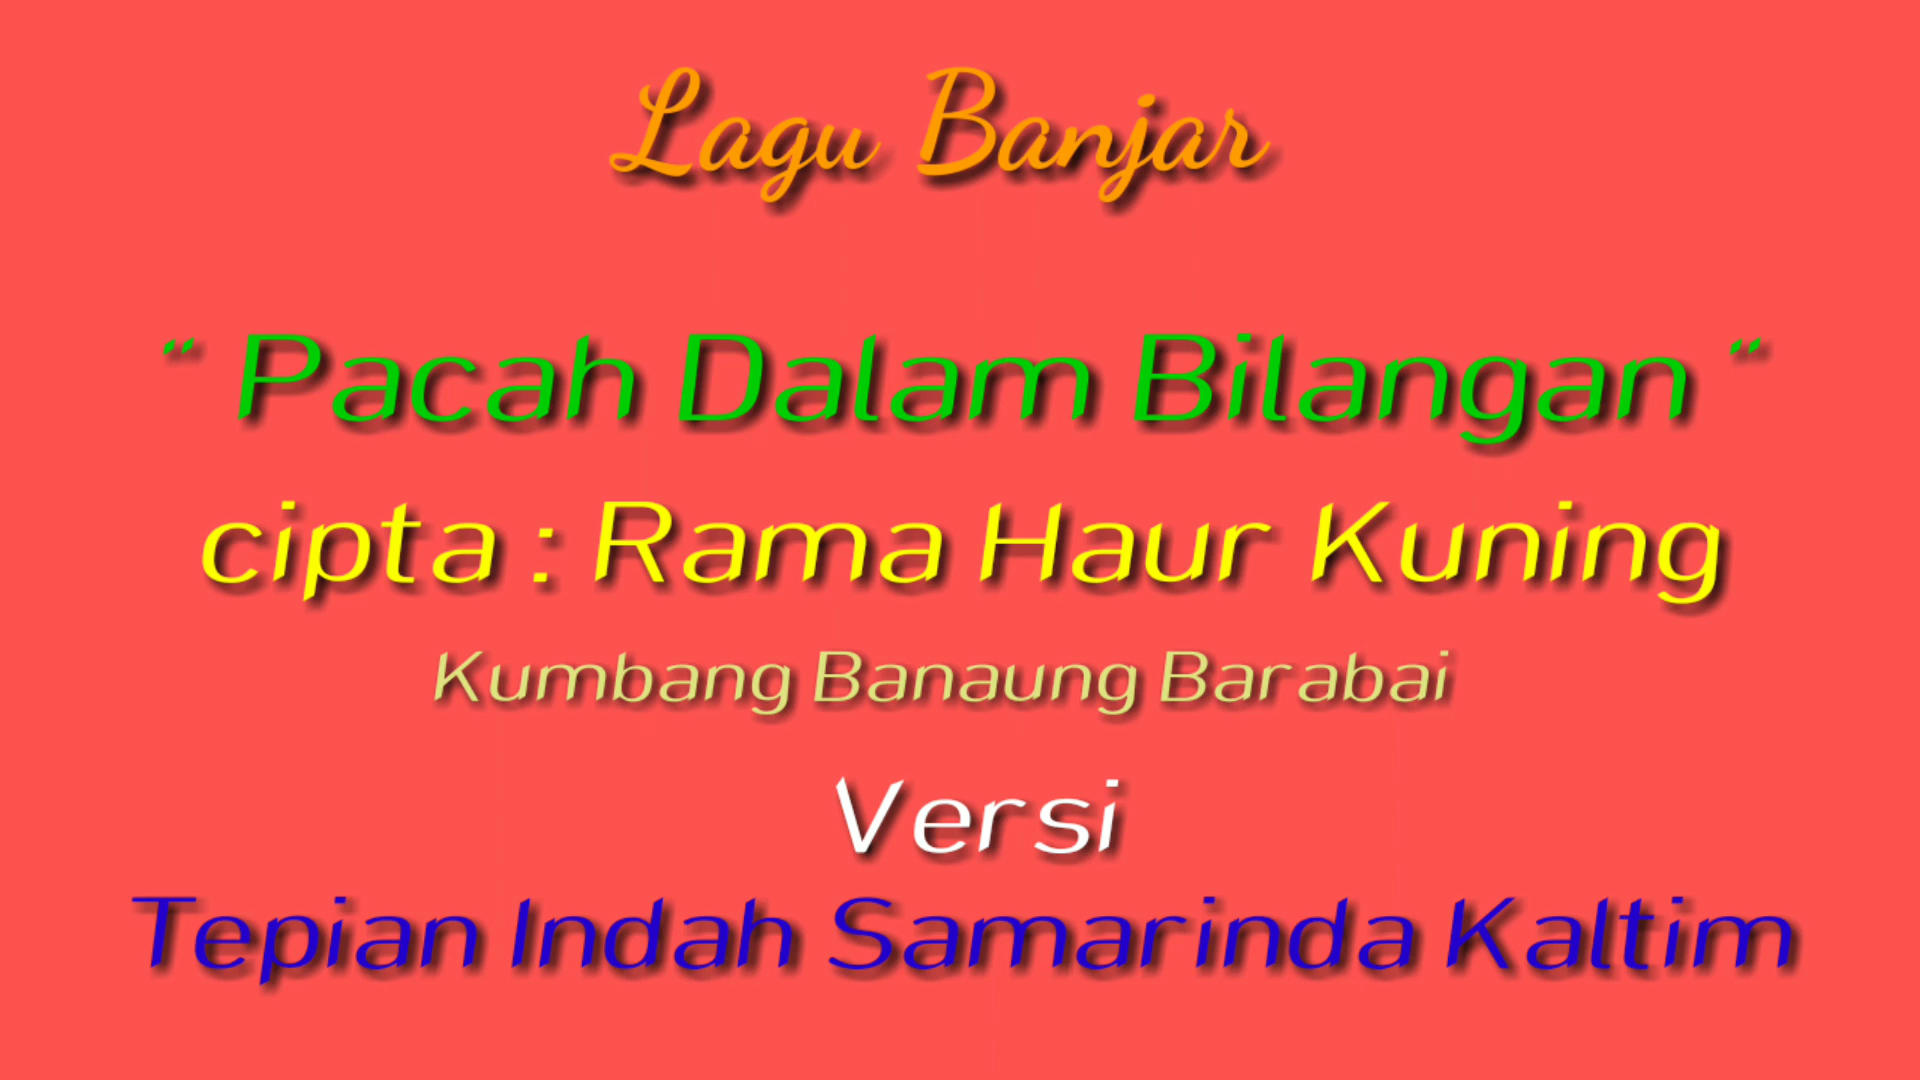 Lagu Banjar
“ Pacah Dalam Bilangan “
cipta : Rama Haur Kuning
Kumbang Banaung Barabai
Versi
Tepian Indah Samarinda Kaltim